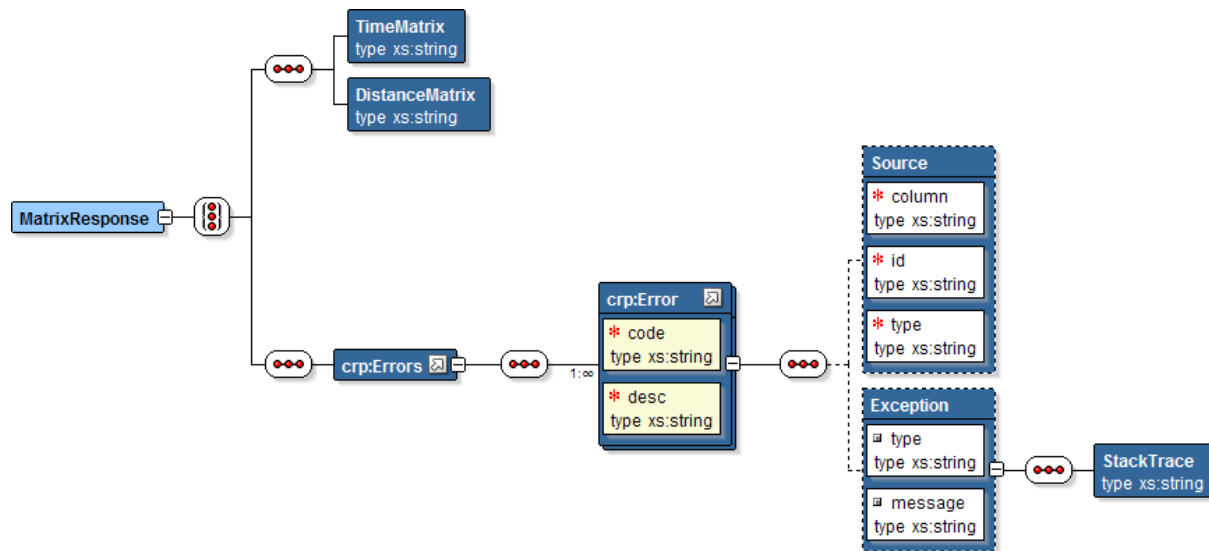 TimeMatrix
type xs:string
DistanceMatrix
type xs:string
MatrixResponse
crp:Errors
1:∞
crp:Error
* code
type xs:string
* desc
type xs:string
Source
* column
type xs:string
* id
type xs:string
* type
type xs:string
Exception
type
type xs:string
message
type xs:string
StackTrace
type xs:string